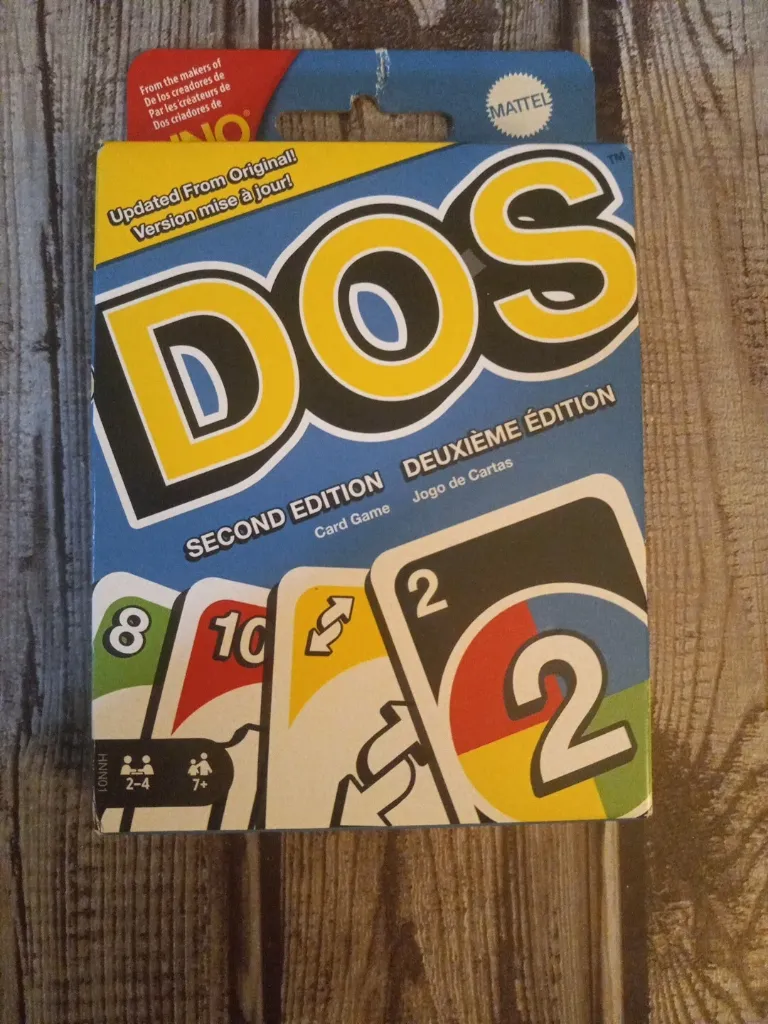 From the makers of
De los creadores de
Par les créateurs de
Dos criadores de
UNO®
MATTEL
Updated From Original!
Version mise à jour!
DOS™
SECOND EDITION DEUXIÈME ÉDITION
Card Game Jogo de Cartas
2
8
10
2
HNN01
2–4
7+